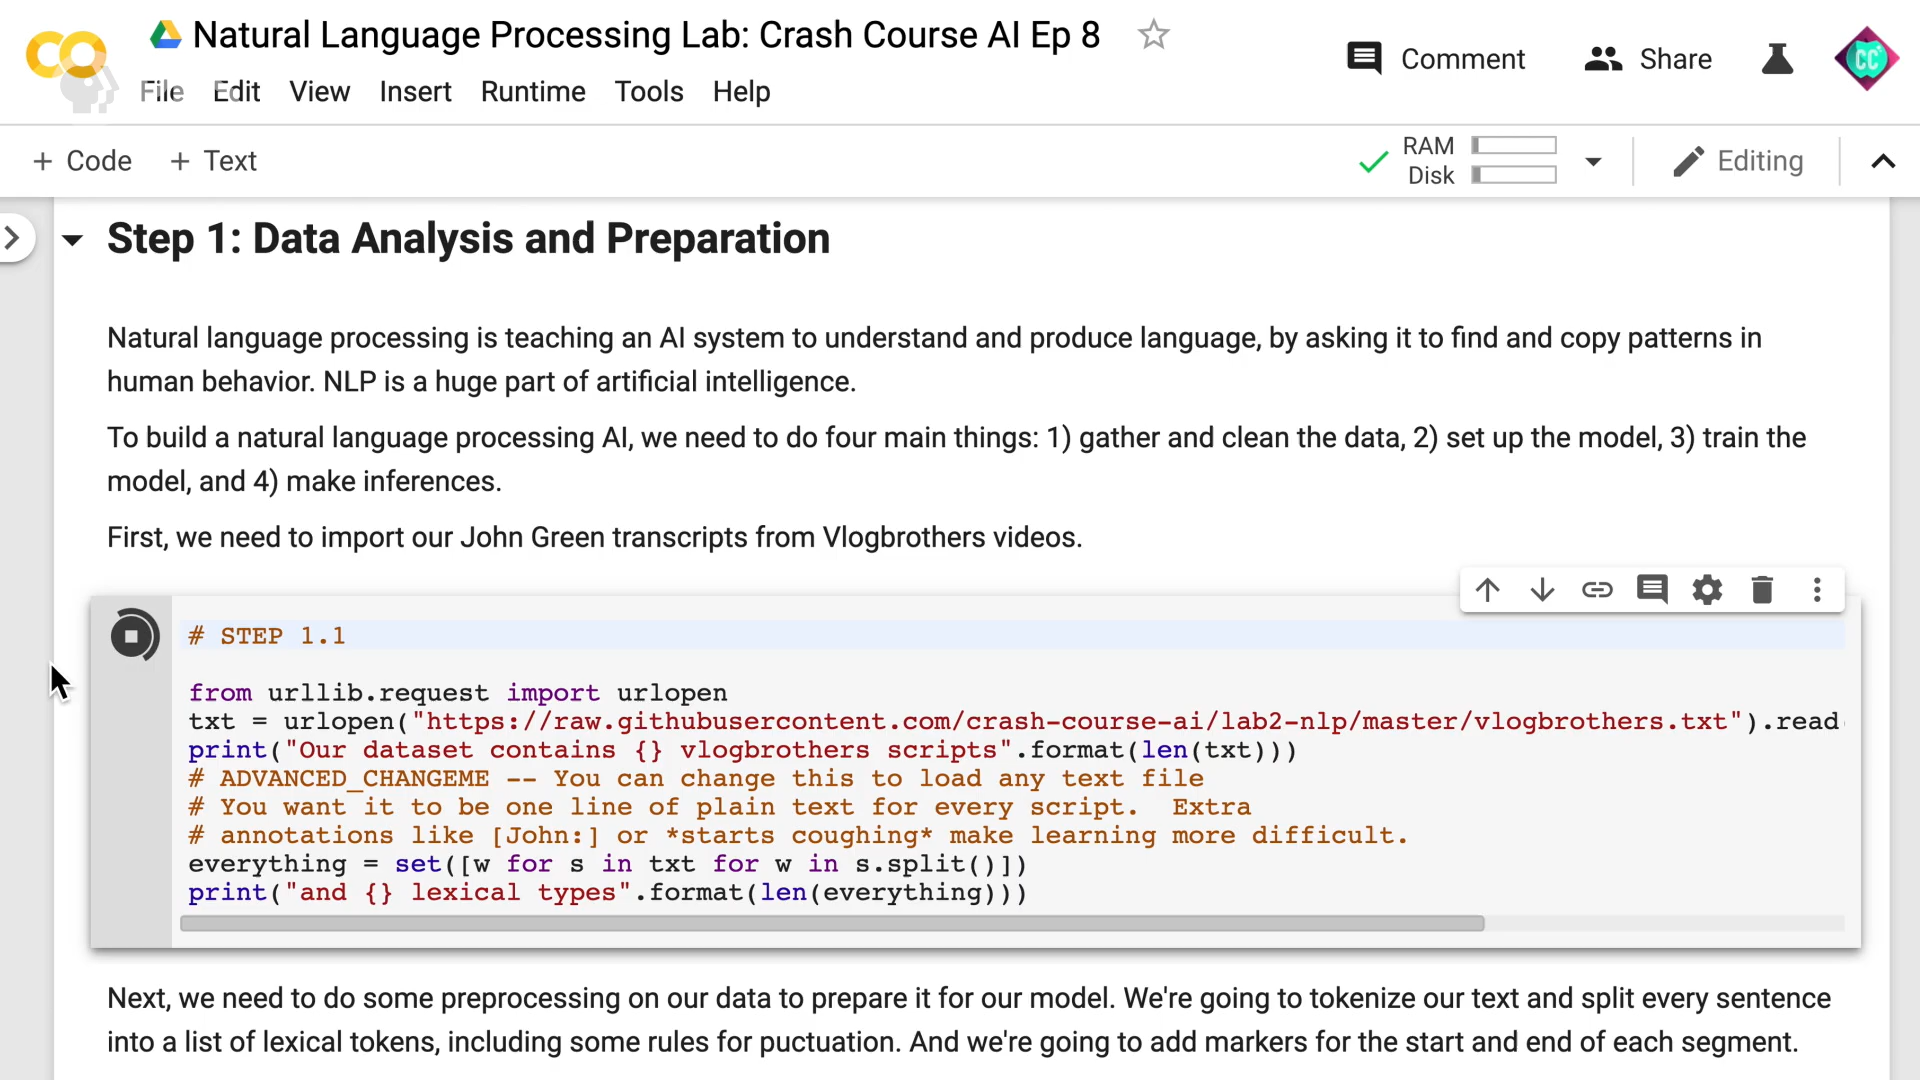 Natural Language Processing Lab: Crash Course AI Ep 8
File Edit View Insert Runtime Tools Help
Comment
Share
CC
+ Code + Text
RAM
Disk
Editing
Step 1: Data Analysis and Preparation
Natural language processing is teaching an AI system to understand and produce language, by asking it to find and copy patterns in
human behavior. NLP is a huge part of artificial intelligence.
To build a natural language processing AI, we need to do four main things: 1) gather and clean the data, 2) set up the model, 3) train the
model, and 4) make inferences.
First, we need to import our John Green transcripts from Vlogbrothers videos.
# STEP 1.1
from urllib.request import urlopen
txt = urlopen("https://raw.githubusercontent.com/crash-course-ai/lab2-nlp/master/vlogbrothers.txt").read
print("Our dataset contains {} vlogbrothers scripts".format(len(txt)))
# ADVANCED_CHANGEME -- You can change this to load any text file
# You want it to be one line of plain text for every script.  Extra
# annotations like [John:] or *starts coughing* make learning more difficult.
everything = set([w for s in txt for w in s.split()])
print("and {} lexical types".format(len(everything)))
Next, we need to do some preprocessing on our data to prepare it for our model. We're going to tokenize our text and split every sentence
into a list of lexical tokens, including some rules for puctuation. And we're going to add markers for the start and end of each segment.